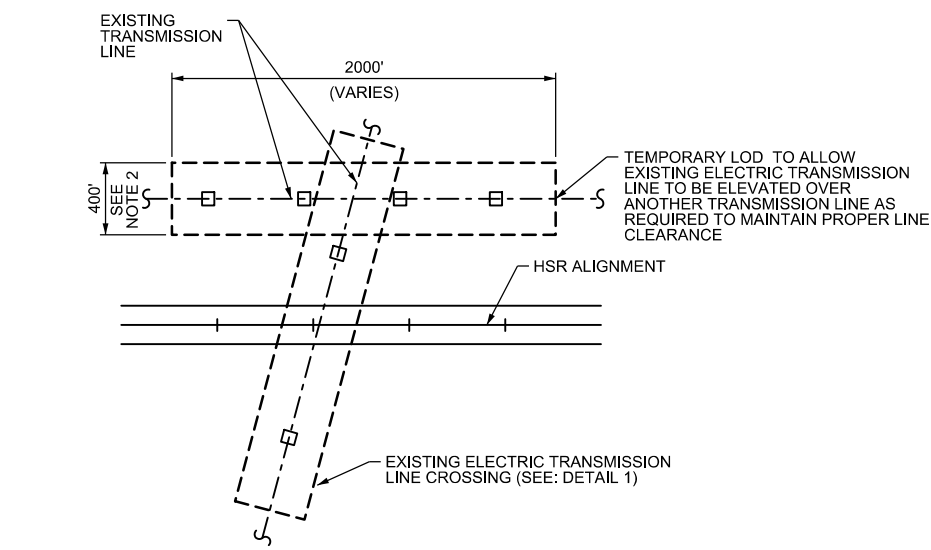 EXISTING
TRANSMISSION
LINE
2000'
(VARIES)
400'
SEE
NOTE 2
TEMPORARY LOD TO ALLOW
EXISTING ELECTRIC TRANSMISSION
LINE TO BE ELEVATED OVER
ANOTHER TRANSMISSION LINE AS
REQUIRED TO MAINTAIN PROPER LINE
CLEARANCE
HSR ALIGNMENT
EXISTING ELECTRIC TRANSMISSION
LINE CROSSING (SEE: DETAIL 1)